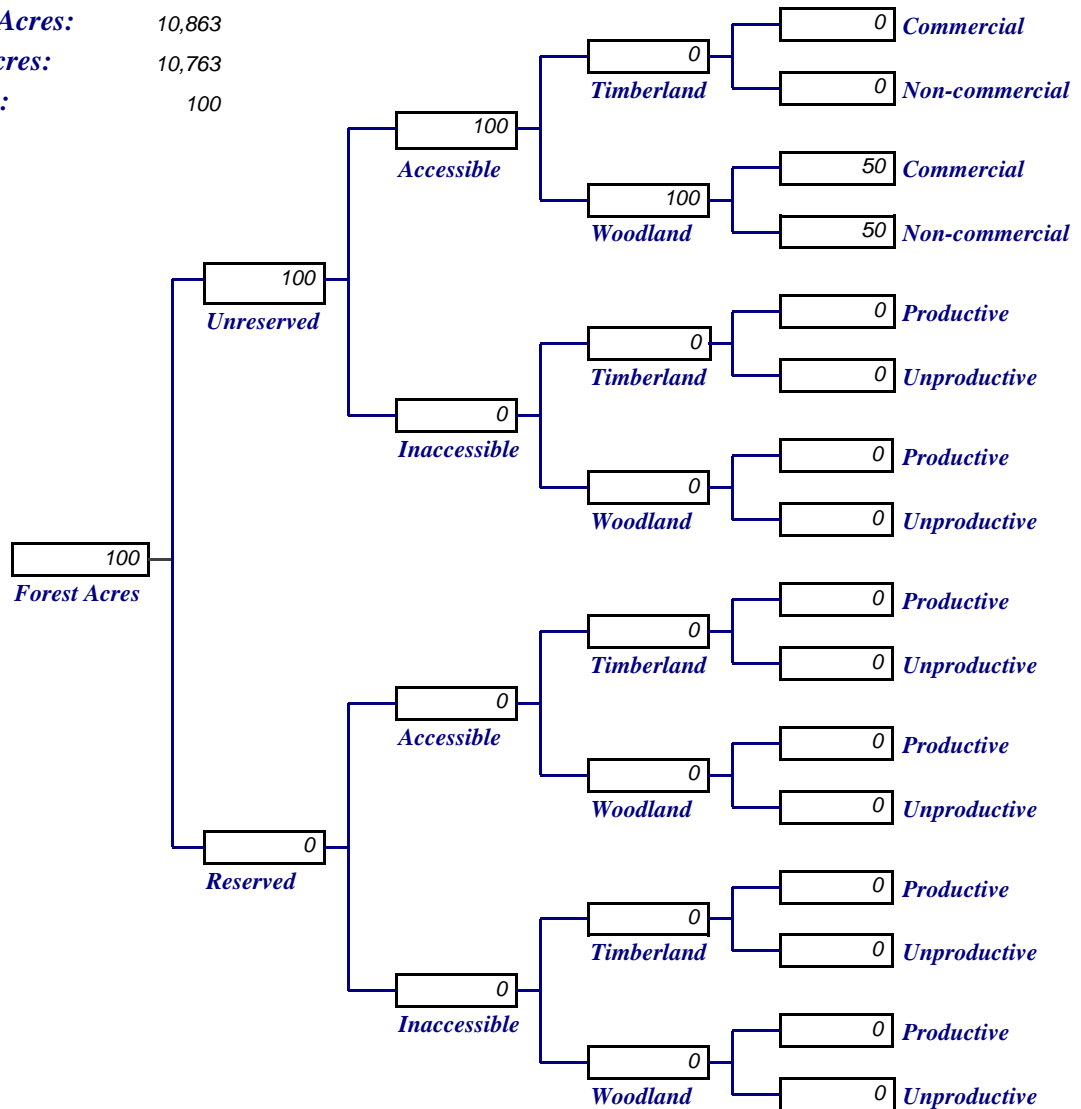 Acres: 10,863
cres: 10,763
: 100
0 Commercial
0 Timberland
0 Non-commercial
100 Accessible
50 Commercial
100 Woodland
50 Non-commercial
100 Unreserved
0 Productive
0 Timberland
0 Unproductive
0 Inaccessible
0 Productive
0 Woodland
0 Unproductive
100 Forest Acres
0 Productive
0 Timberland
0 Unproductive
0 Accessible
0 Productive
0 Woodland
0 Unproductive
0 Reserved
0 Productive
0 Timberland
0 Unproductive
0 Inaccessible
0 Productive
0 Woodland
0 Unproductive